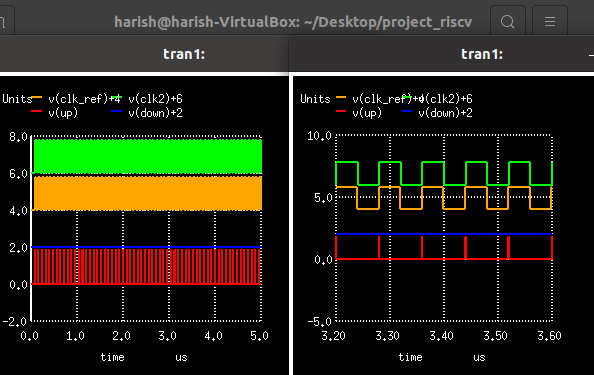 harish@harish-VirtualBox: ~/Desktop/project_riscv
tran1:
Units v(clk_ref)+4 v(clk2)+6
v(up) v(down)+2
8.0
6.0
4.0
2.0
0.0
-2.0
0.0 1.0 2.0 3.0 4.0 5.0
time us
tran1:
Units v(clk_ref)+4 v(clk2)+6
v(up) v(down)+2
10.0
5.0
0.0
-5.0
3.20 3.30 3.40 3.50 3.60
time us